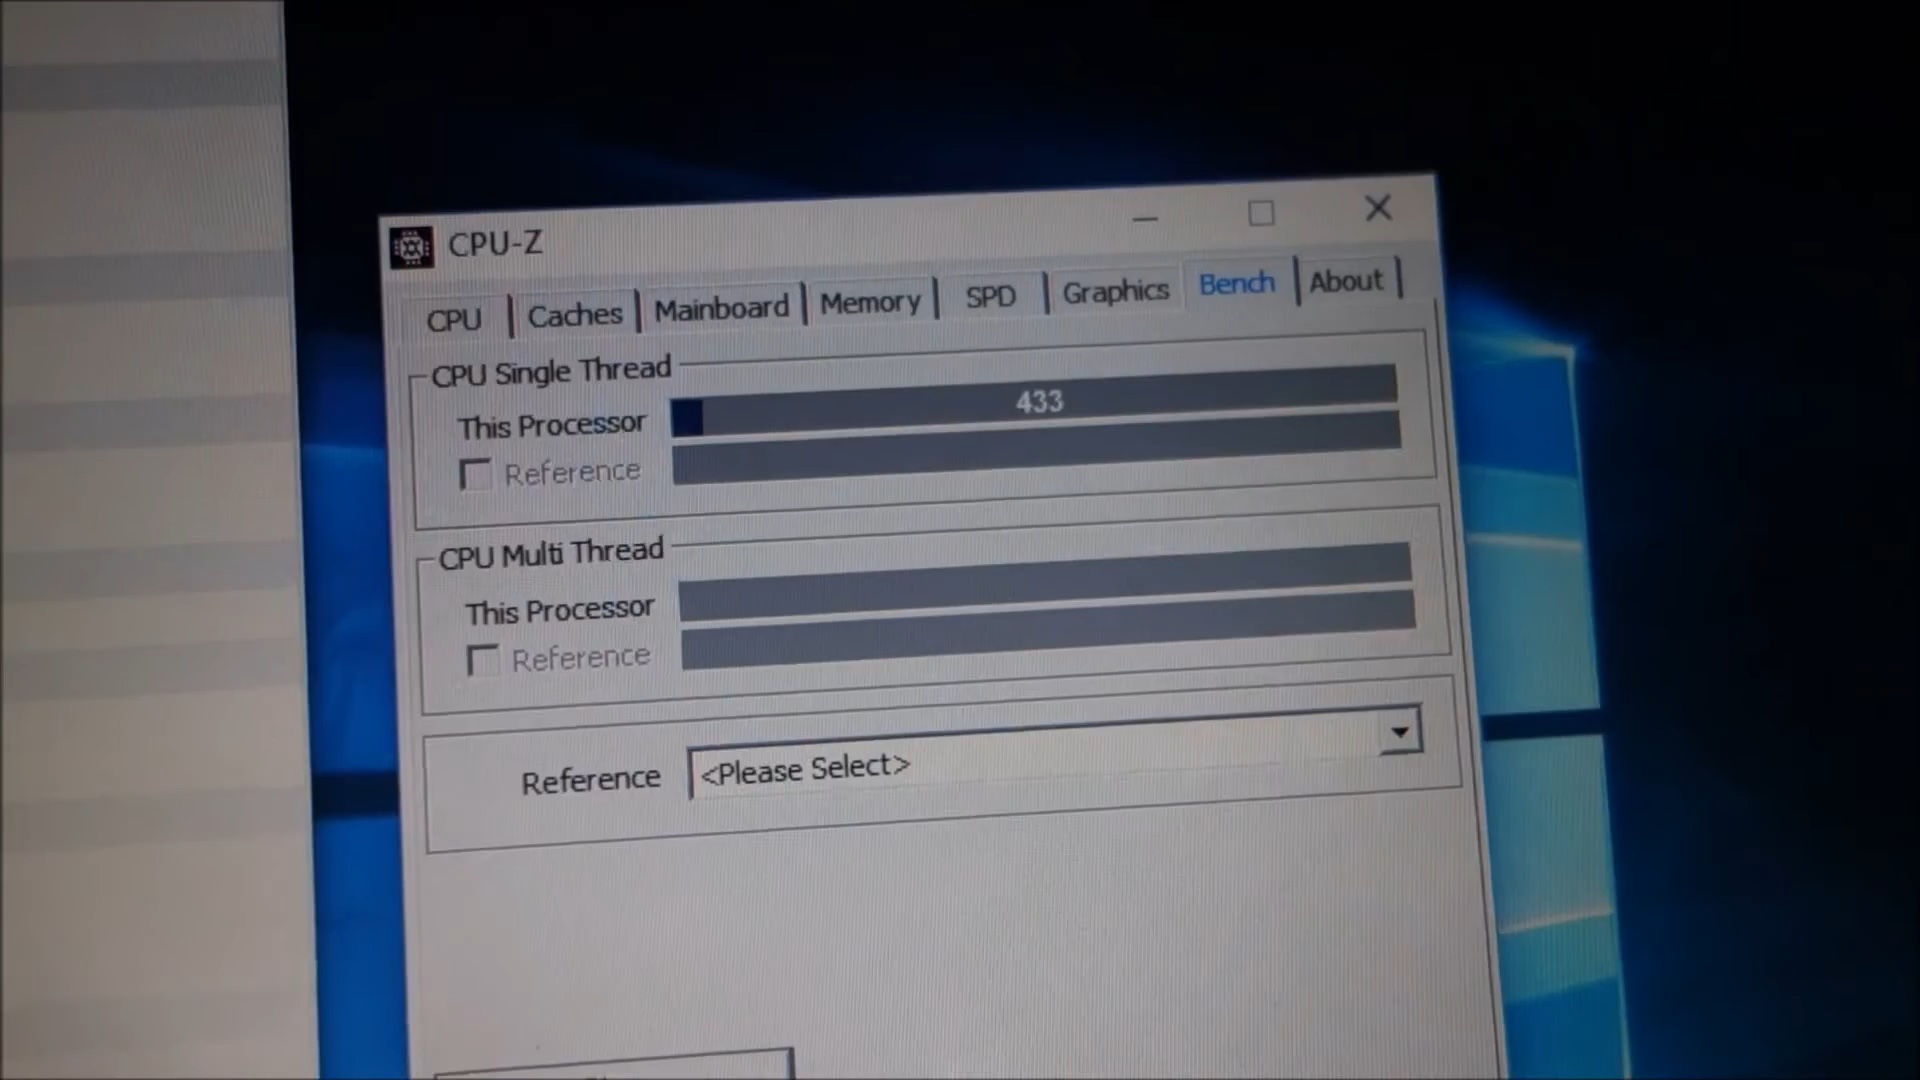 CPU-Z
CPU Caches Mainboard Memory SPD Graphics Bench About
CPU Single Thread
This Processor 433
Reference
CPU Multi Thread
This Processor
Reference
Reference <Please Select>